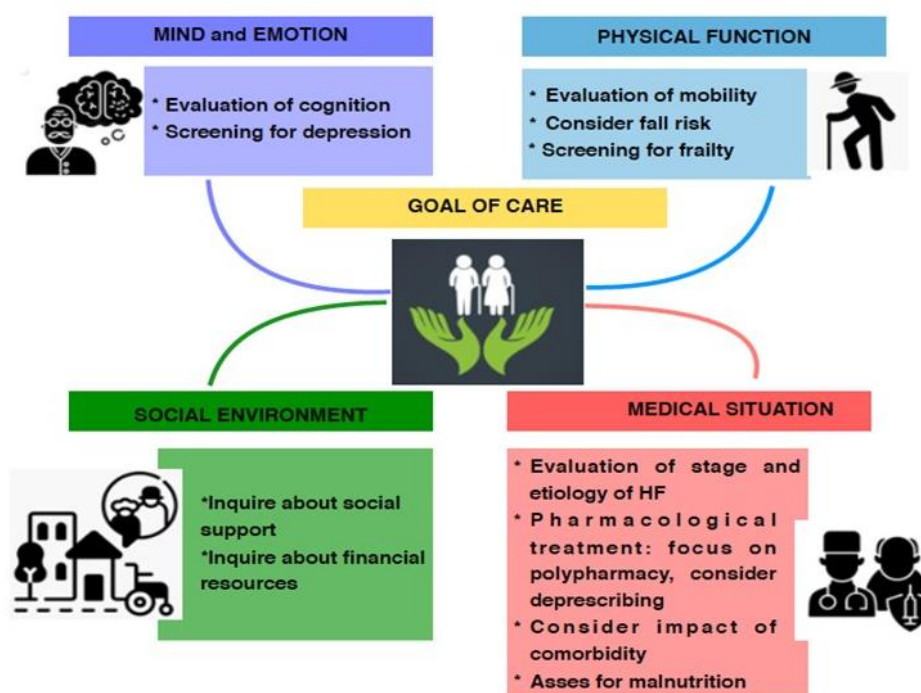 MIND and EMOTION
* Evaluation of cognition
* Screening for depression
PHYSICAL FUNCTION
* Evaluation of mobility
* Consider fall risk
* Screening for frailty
GOAL OF CARE
SOCIAL ENVIRONMENT
*Inquire about social
support
*Inquire about financial
resources
MEDICAL SITUATION
* Evaluation of stage and
etiology of HF
* Pharmacological
treatment: focus on
polypharmacy, consider
deprescribing
* Consider impact of
comorbidity
* Asses for malnutrition